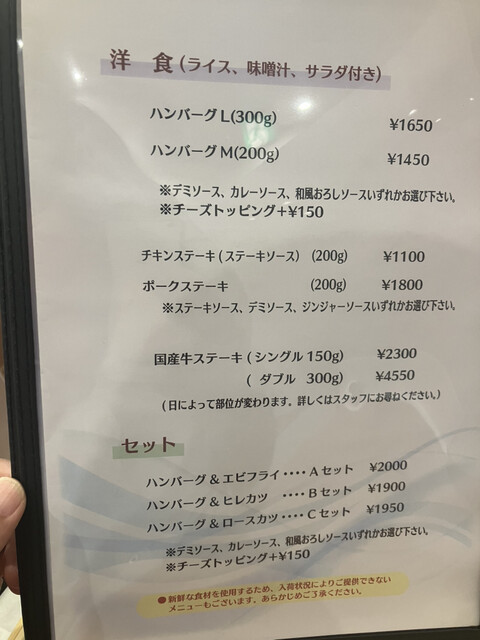 洋 食(ライス、味噌汁、サラダ付き)
ハンバーグL(300g) ¥1650
ハンバーグM(200g) ¥1450
※デミソース、カレーソース、和風おろしソースいずれかお選び下さい。
※チーズトッピング+¥150
チキンステーキ(ステーキソース) (200g) ¥1100
ポークステーキ (200g) ¥1800
※ステーキソース、デミソース、ジンジャーソースいずれかお選び下さい。
国産牛ステーキ(シングル 150g) ¥2300
( ダブル 300g) ¥4550
(日によって部位が変わります。詳しくはスタッフにお尋ねください。)
セット
ハンバーグ&エビフライ・・・・Aセット ¥2000
ハンバーグ&ヒレカツ ・・・・Bセット ¥1900
ハンバーグ&ロースカツ・・・・Cセット ¥1950
※デミソース、カレーソース、和風おろしソースいずれかお選び下さい。
※チーズトッピング+¥150
●新鮮な食材を使用するため、入荷状況によりご提供できない
メニューもございます。あらかじめご了承ください。